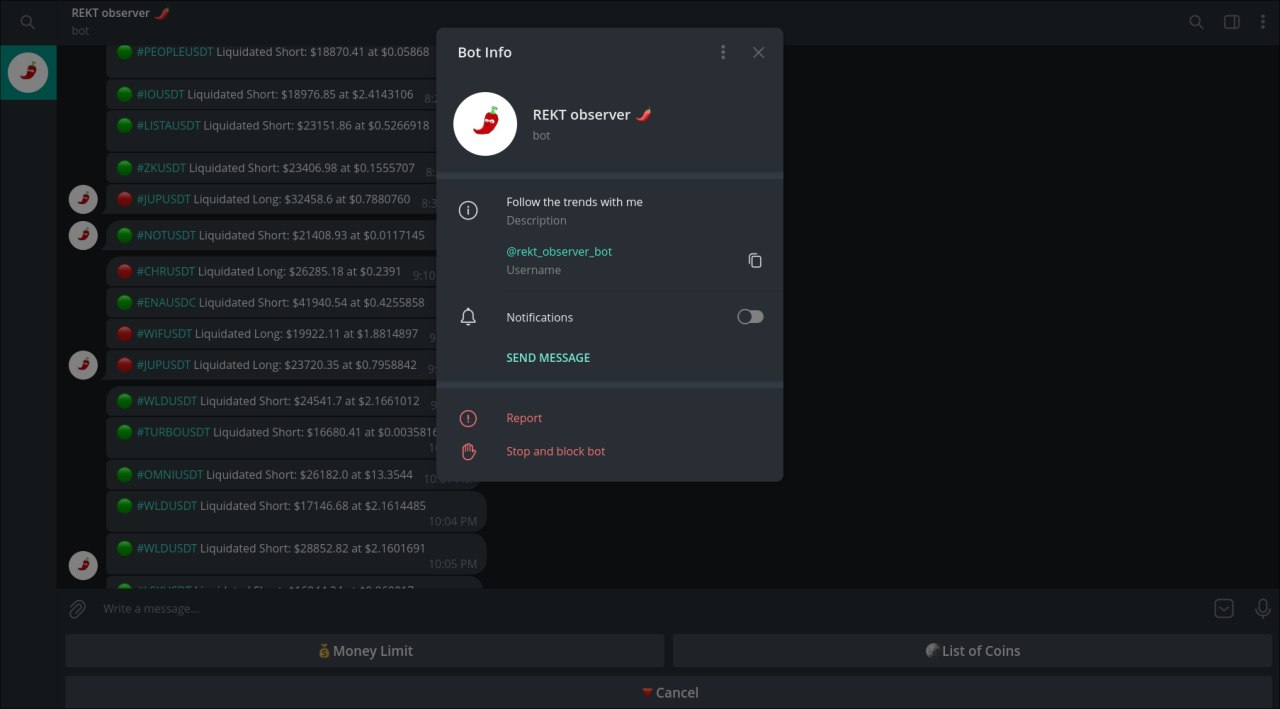 REKT observer
bot
#PEOPLEUSDT Liquidated Short: $18870.41 at $0.05868
#IOUSDT Liquidated Short: $18976.85 at $2.4143106
#LISTAUSDT Liquidated Short: $23151.86 at $0.5266918
#ZKUSDT Liquidated Short: $23406.98 at $0.1555707
#JUPUSDT Liquidated Long: $32458.6 at $0.7880760
#NOTUSDT Liquidated Short: $21408.93 at $0.0117145
#CHRUSDT Liquidated Long: $26285.18 at $0.2391 9:10
#ENAUSDC Liquidated Short: $41940.54 at $0.4255858
#WIFUSDT Liquidated Long: $19922.11 at $1.8814897
#JUPUSDT Liquidated Long: $23720.35 at $0.7958842
#WLDUSDT Liquidated Short: $24541.7 at $2.1661012
#TURBOUSDT Liquidated Short: $16680.41 at $0.0035816
#OMNIUSDT Liquidated Short: $26182.0 at $13.3544
#WLDUSDT Liquidated Short: $17146.68 at $2.1614485
10:04 PM
#WLDUSDT Liquidated Short: $28852.82 at $2.1601691
10:05 PM
Bot Info
REKT observer
bot
Follow the trends with me
Description
@rekt_observer_bot
Username
Notifications
SEND MESSAGE
Report
Stop and block bot
Write a message...
Money Limit
List of Coins
Cancel